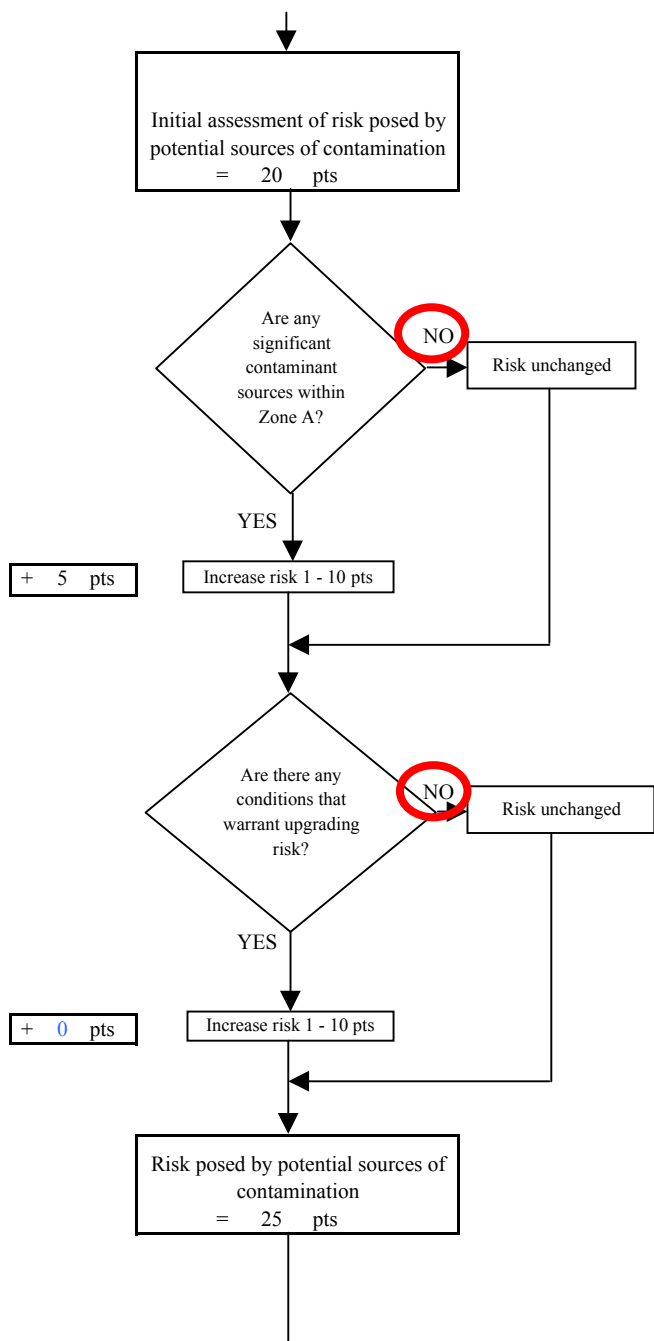 Initial assessment of risk posed by
potential sources of contamination
= 20 pts
Are any
significant
contaminant
sources within
Zone A?
NO
Risk unchanged
YES
+ 5 pts
Increase risk 1 - 10 pts
Are there any
conditions that
warrant upgrading
risk?
NO
Risk unchanged
YES
+ 0 pts
Increase risk 1 - 10 pts
Risk posed by potential sources of
contamination
= 25 pts